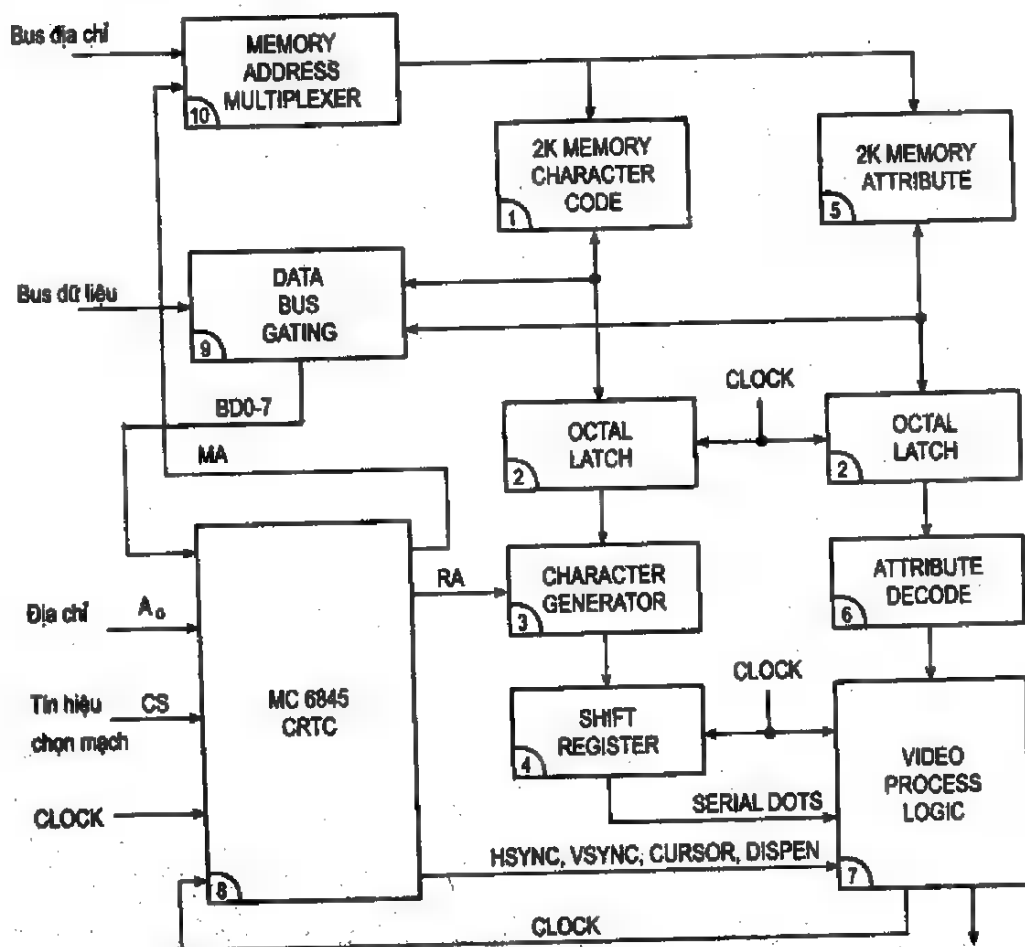 Bus địa chỉ
MEMORY
ADDRESS
MULTIPLEXER
10
2K MEMORY
CHARACTER
CODE
1
2K MEMORY
ATTRIBUTE
5
Bus dữ liệu
DATA
BUS
GATING
9
BD0-7
MA
CLOCK
OCTAL
LATCH
2
OCTAL
LATCH
2
RA
CHARACTER
GENERATOR
3
ATTRIBUTE
DECODE
6
Địa chỉ
A₀
Tín hiệu
chọn mạch
CS
CLOCK
MC 6845
CRTC
8
CLOCK
SHIFT
REGISTER
4
VIDEO
PROCESS
LOGIC
7
SERIAL DOTS
HSYNC, VSYNC; CURSOR, DISPEN
CLOCK